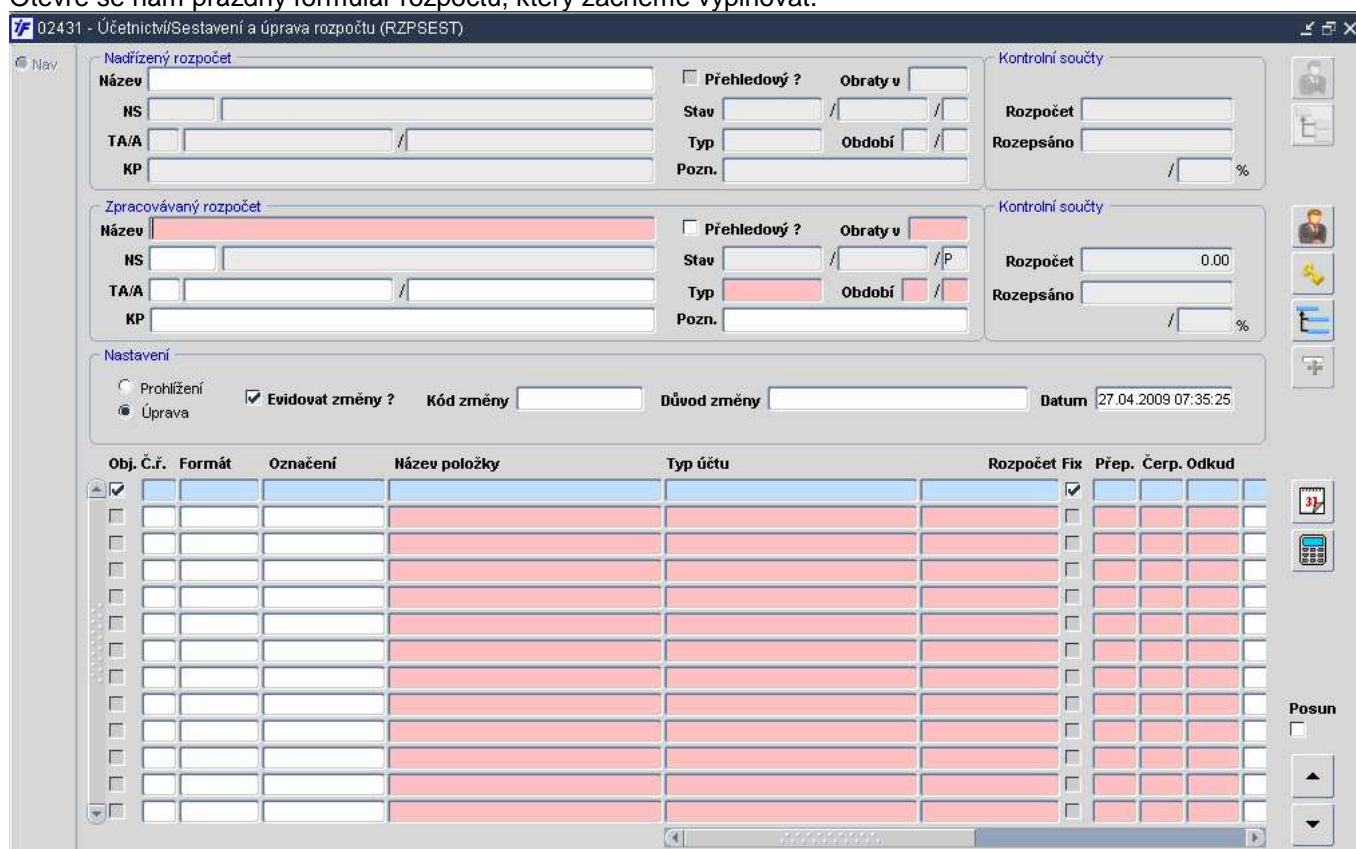 Otevře se nám prázdný formulář rozpočtu, který začneme vyplňovat.
02431 - Účetnictví/Sestavení a úprava rozpočtu (RZPSEST)
Nav
Nadřízený rozpočet
Kontrolní součty
Název
Přehledový ?
Obraty v
NS
Stav / /
Rozpočet
TA/A /
Typ
Období /
Rozepsáno
KP
Pozn.
/ %
Zpracovávaný rozpočet
Kontrolní součty
Název
Přehledový ?
Obraty v
NS
Stav / / P
Rozpočet 0.00
TA/A /
Typ
Období /
Rozepsáno
KP
Pozn.
/ %
Nastavení
Prohlížení
Úprava
Evidovat změny ?
Kód změny
Důvod změny
Datum 27.04.2009 07:35:25
Obj. Č.ř. Formát Označení Název položky Typ účtu Rozpočet Fix Přep. Čerp. Odkud
31
Posun